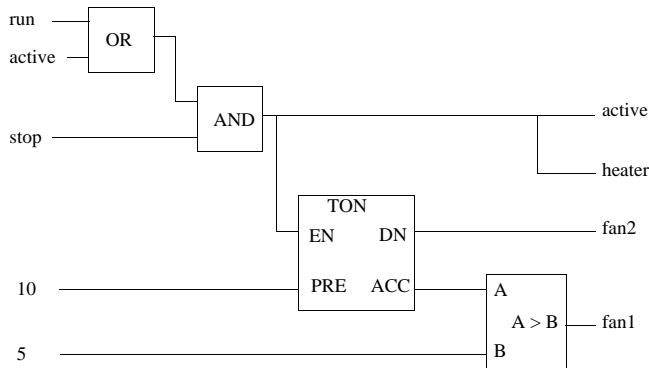 run
OR
active
AND
active
stop
heater
TON
EN DN
fan2
10
PRE ACC
A
A > B
fan1
5
B